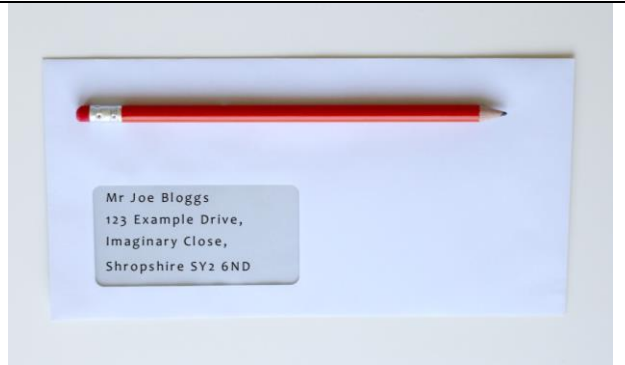 Mr Joe Bloggs
123 Example Drive,
Imaginary Close,
Shropshire SY2 6ND